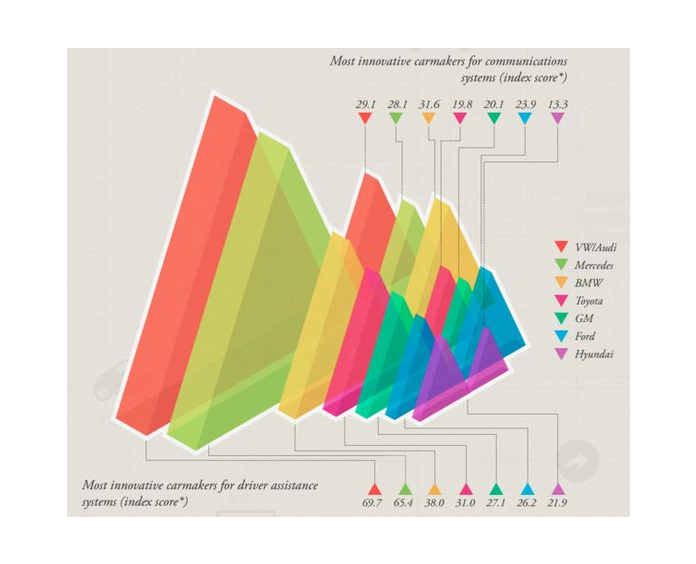 Most innovative carmakers for communications
systems (index score*)
29.1 28.1 31.6 19.8 20.1 23.9 13.3
VW/Audi
Mercedes
BMW
Toyota
GM
Ford
Hyundai
Most innovative carmakers for driver assistance
systems (index score*)
69.7 65.4 38.0 31.0 27.1 26.2 21.9